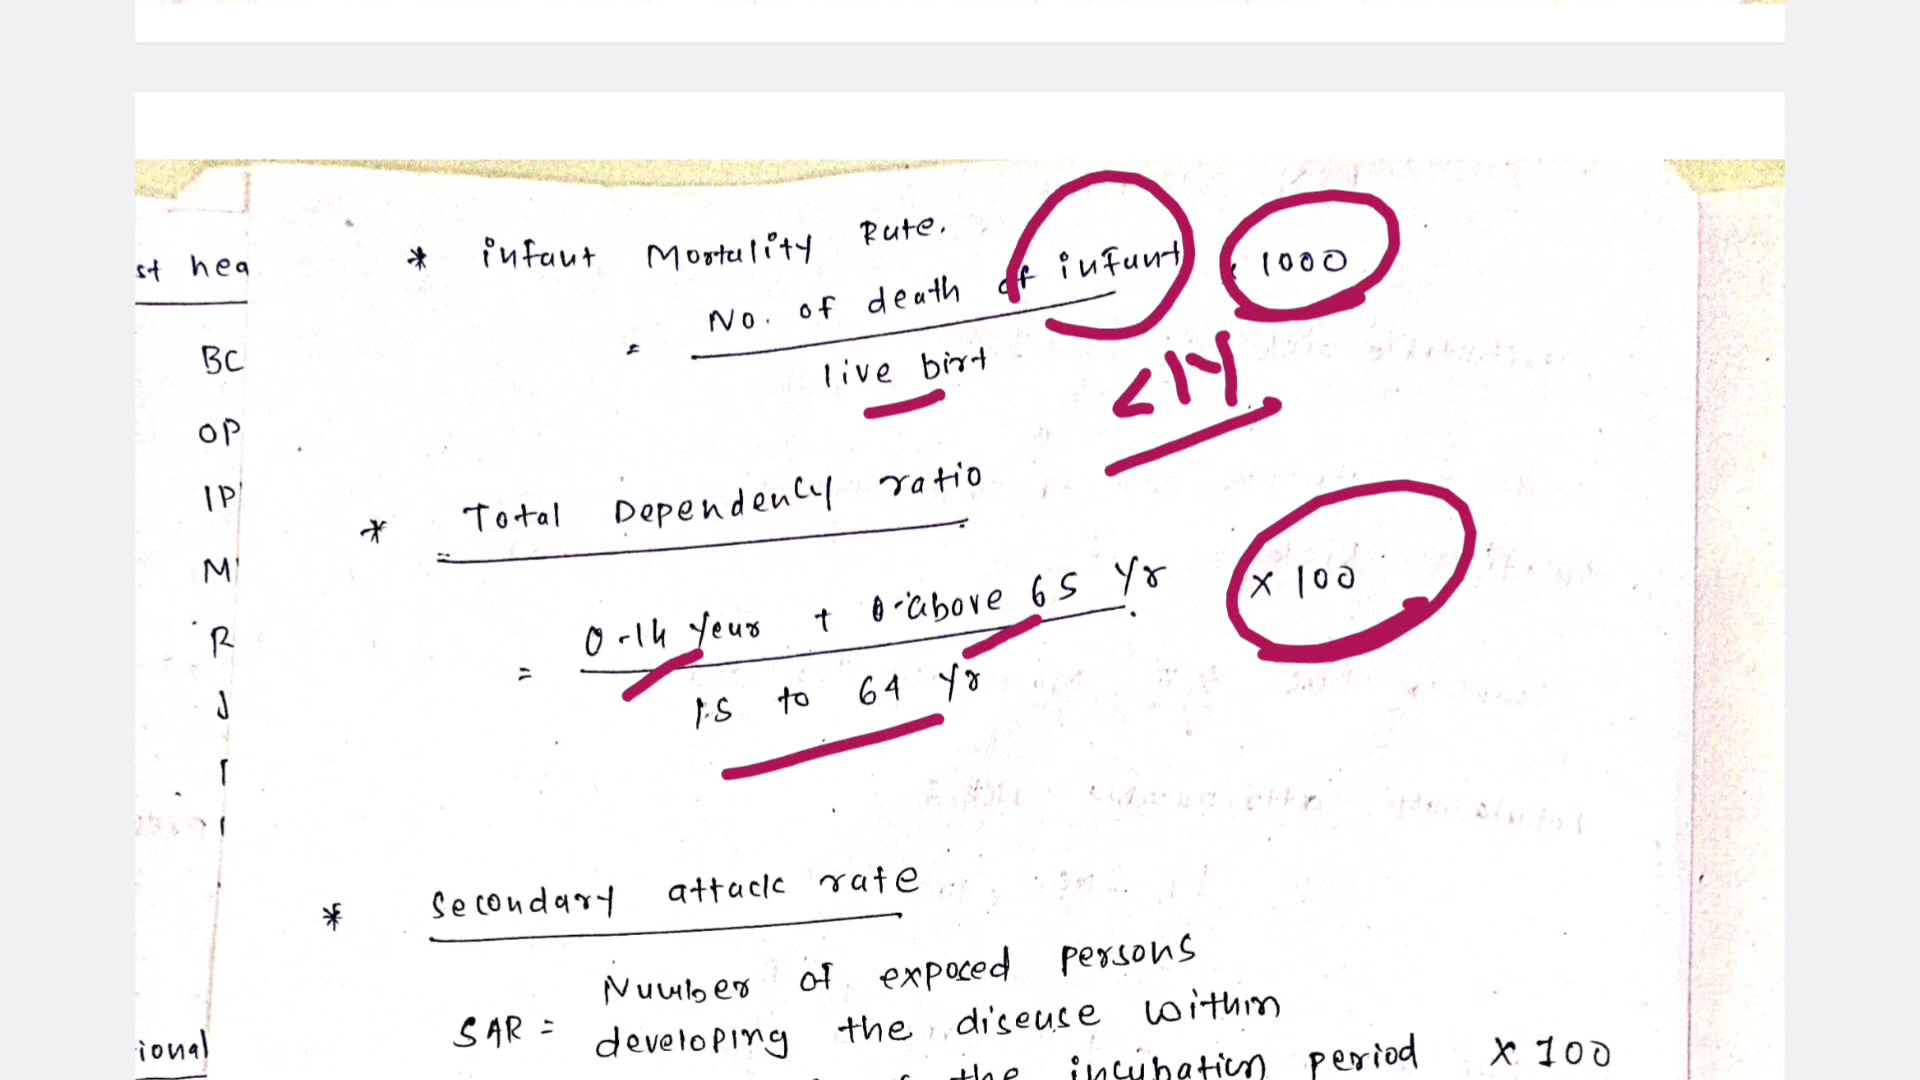 * infant Mortality Rate.
= No. of death of infant × 1000
live birt
<1Y
* Total Dependency ratio
= 0-14 year + above 65 Yr × 100
15 to 64 Yr
* Secondary attack rate
Number of exposed persons
SAR = developing the disease within
the incubation period × 100
st hea
BC
OP
IP
M
R
J
I
I
ional